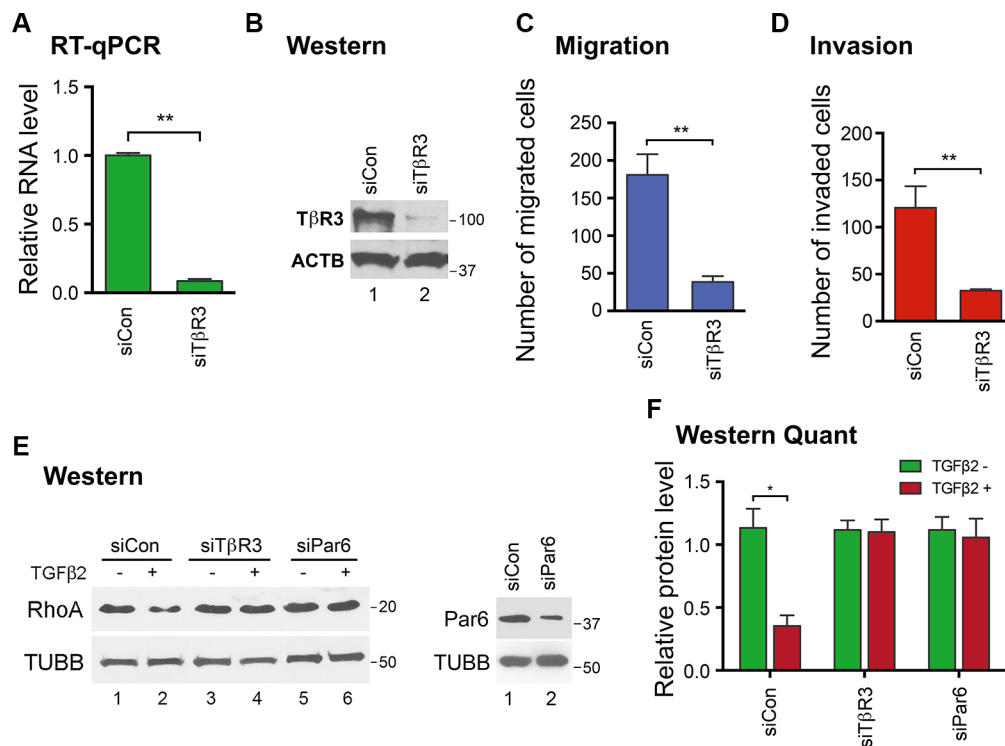 A
RT-qPCR
Relative RNA level
1.5
1.0
0.5
0.0
**
siCon
siTβR3
B
Western
siCon
siTβR3
TβR3
-100
ACTB
-37
1 2
C
Migration
Number of migrated cells
250
200
150
100
50
0
**
siCon
siTβR3
D
Invasion
Number of invaded cells
200
150
100
50
0
**
siCon
siTβR3
E
Western
siCon siTβR3 siPar6
TGFβ2 - + - + - +
RhoA
-20
TUBB
-50
1 2 3 4 5 6
siCon
siPar6
Par6
-37
TUBB
-50
1 2
F
Western Quant
TGFβ2 -
TGFβ2 +
Relative protein level
1.5
1.0
0.5
0.0
*
siCon
siTβR3
siPar6